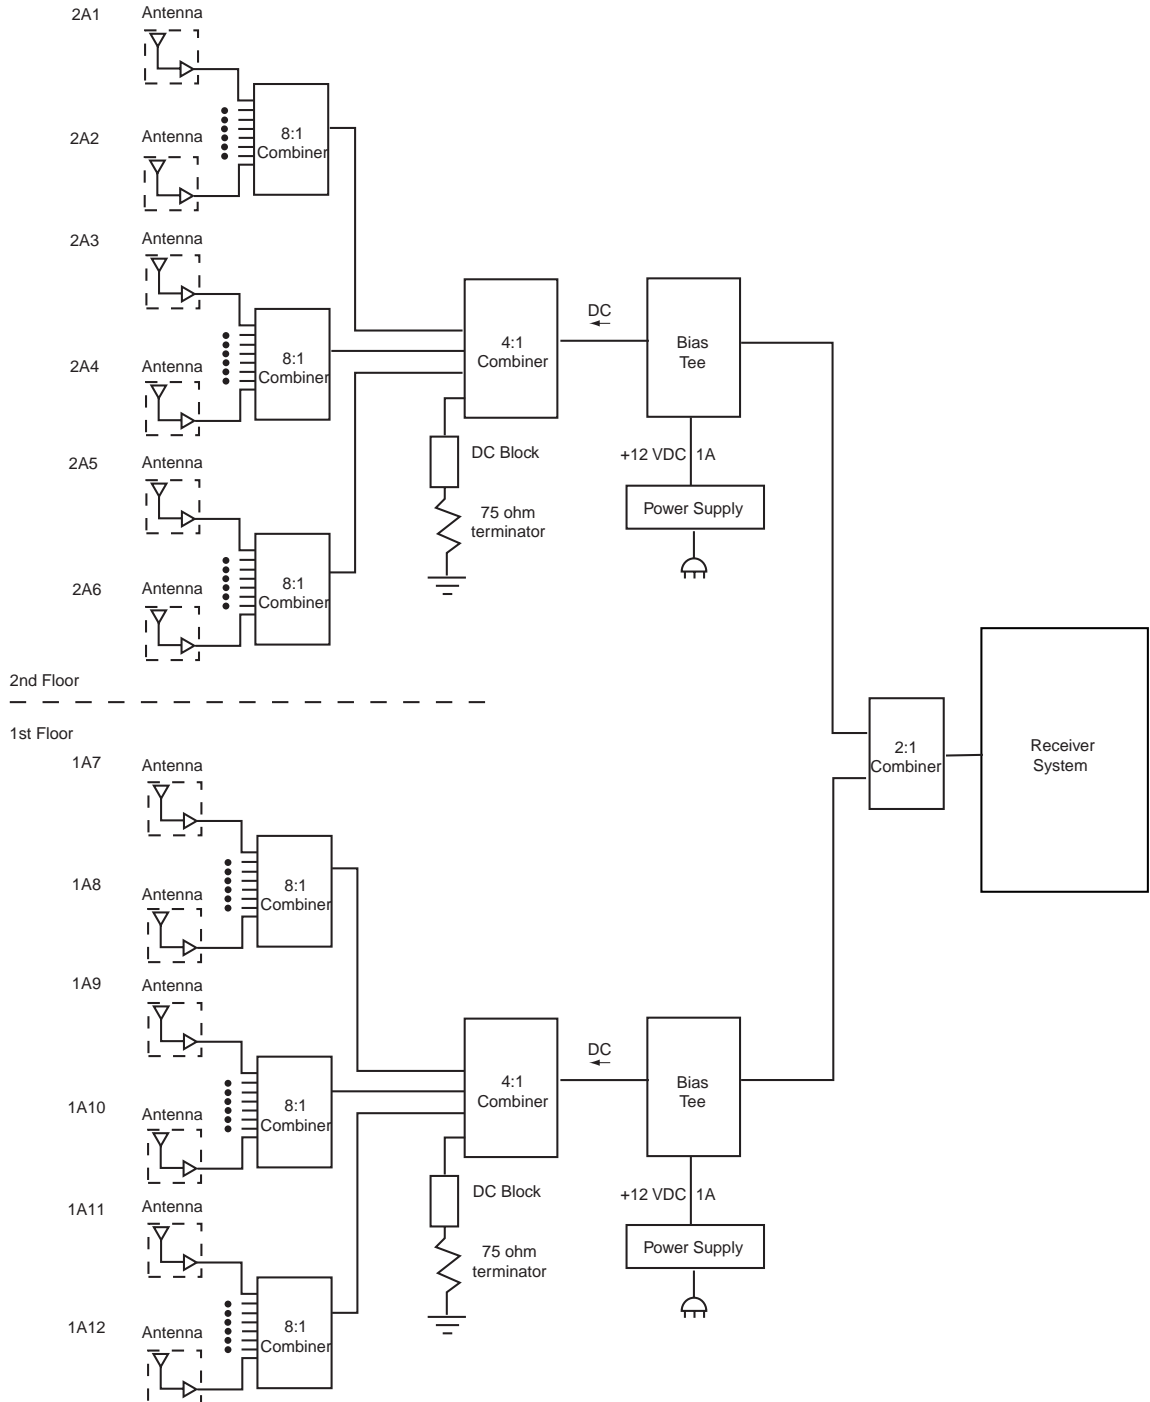 2A1
Antenna
8:1
Combiner
2A2
Antenna
2A3
Antenna
8:1
Combiner
2A4
Antenna
2A5
Antenna
8:1
Combiner
2A6
Antenna
4:1
Combiner
DC
Bias
Tee
DC Block
75 ohm
terminator
+12 VDC
1A
Power Supply
2nd Floor
1st Floor
2:1
Combiner
Receiver
System
1A7
Antenna
8:1
Combiner
1A8
Antenna
1A9
Antenna
8:1
Combiner
1A10
Antenna
1A11
Antenna
8:1
Combiner
1A12
Antenna
4:1
Combiner
DC
Bias
Tee
DC Block
75 ohm
terminator
+12 VDC
1A
Power Supply